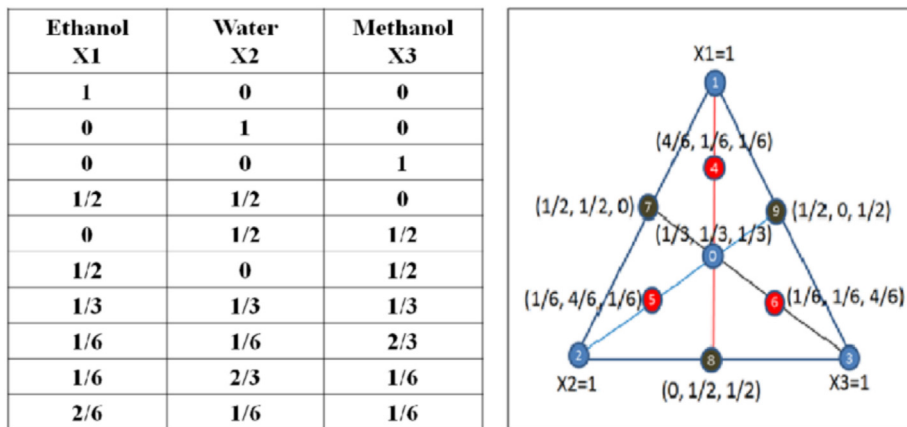 Ethanol X1 Water X2 Methanol X3
1 0 0
0 1 0
0 0 1
1/2 1/2 0
0 1/2 1/2
1/2 0 1/2
1/3 1/3 1/3
1/6 1/6 2/3
1/6 2/3 1/6
2/6 1/6 1/6
X1=1
1
(4/6, 1/6, 1/6)
4
(1/2, 1/2, 0) 7 9 (1/2, 0, 1/2)
(1/3, 1/3, 1/3)
0
(1/6, 4/6, 1/6) 5 6 (1/6, 1/6, 4/6)
2 8 3
X2=1 (0, 1/2, 1/2) X3=1